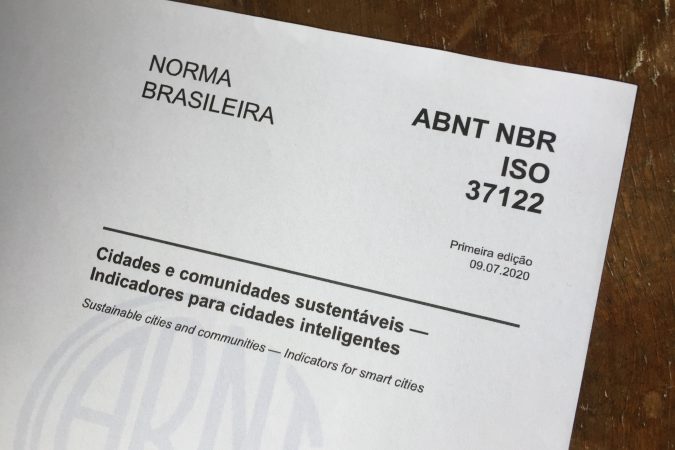 NORMA
BRASILEIRA
ABNT NBR
ISO
37122
Primeira edição
09.07.2020
Cidades e comunidades sustentáveis —
Indicadores para cidades inteligentes
Sustainable cities and communities — Indicators for smart cities
ABNT